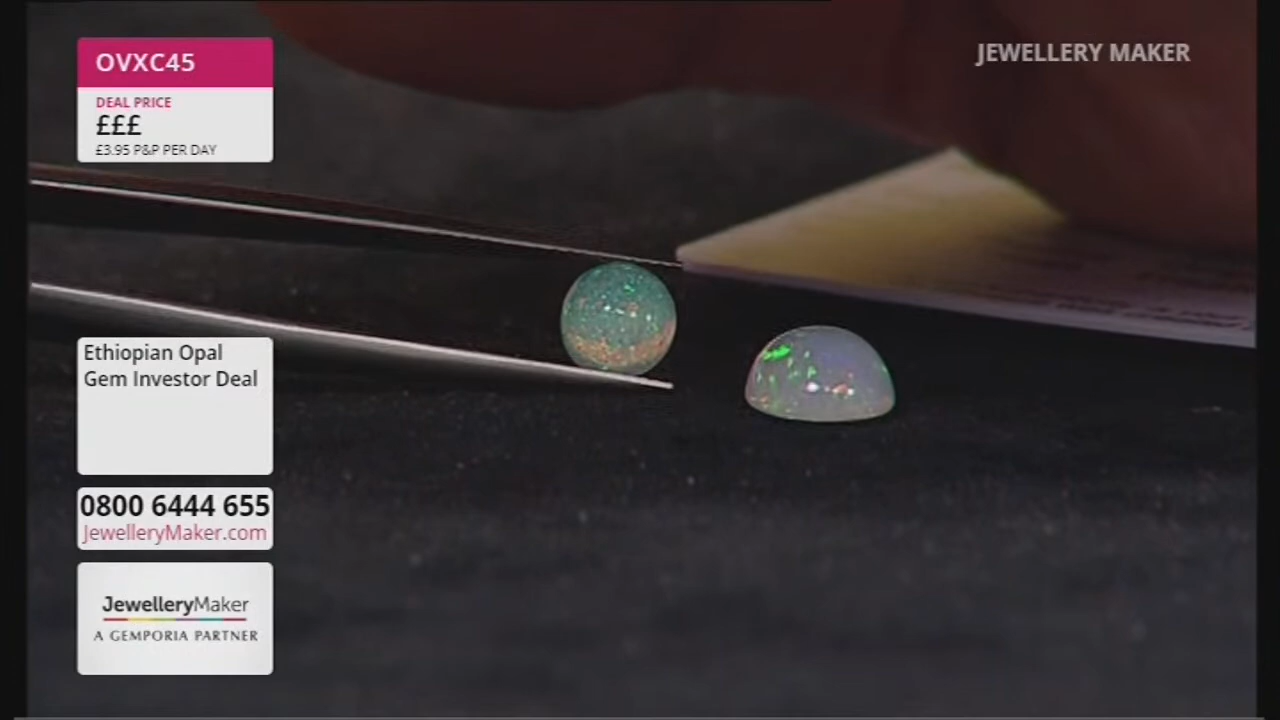 OVXC45
DEAL PRICE
£££
£3.95 P&P PER DAY
JEWELLERY MAKER
Ethiopian Opal
Gem Investor Deal
0800 6444 655
JewelleryMaker.com
JewelleryMaker
A GEMPORIA PARTNER